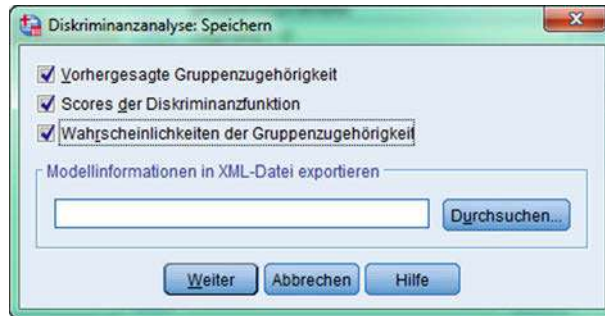 Diskriminanzanalyse: Speichern
Vorhergesagte Gruppenzugehörigkeit
Scores der Diskriminanzfunktion
Wahrscheinlichkeiten der Gruppenzugehörigkeit
Modellinformationen in XML-Datei exportieren
Durchsuchen...
Weiter Abbrechen Hilfe